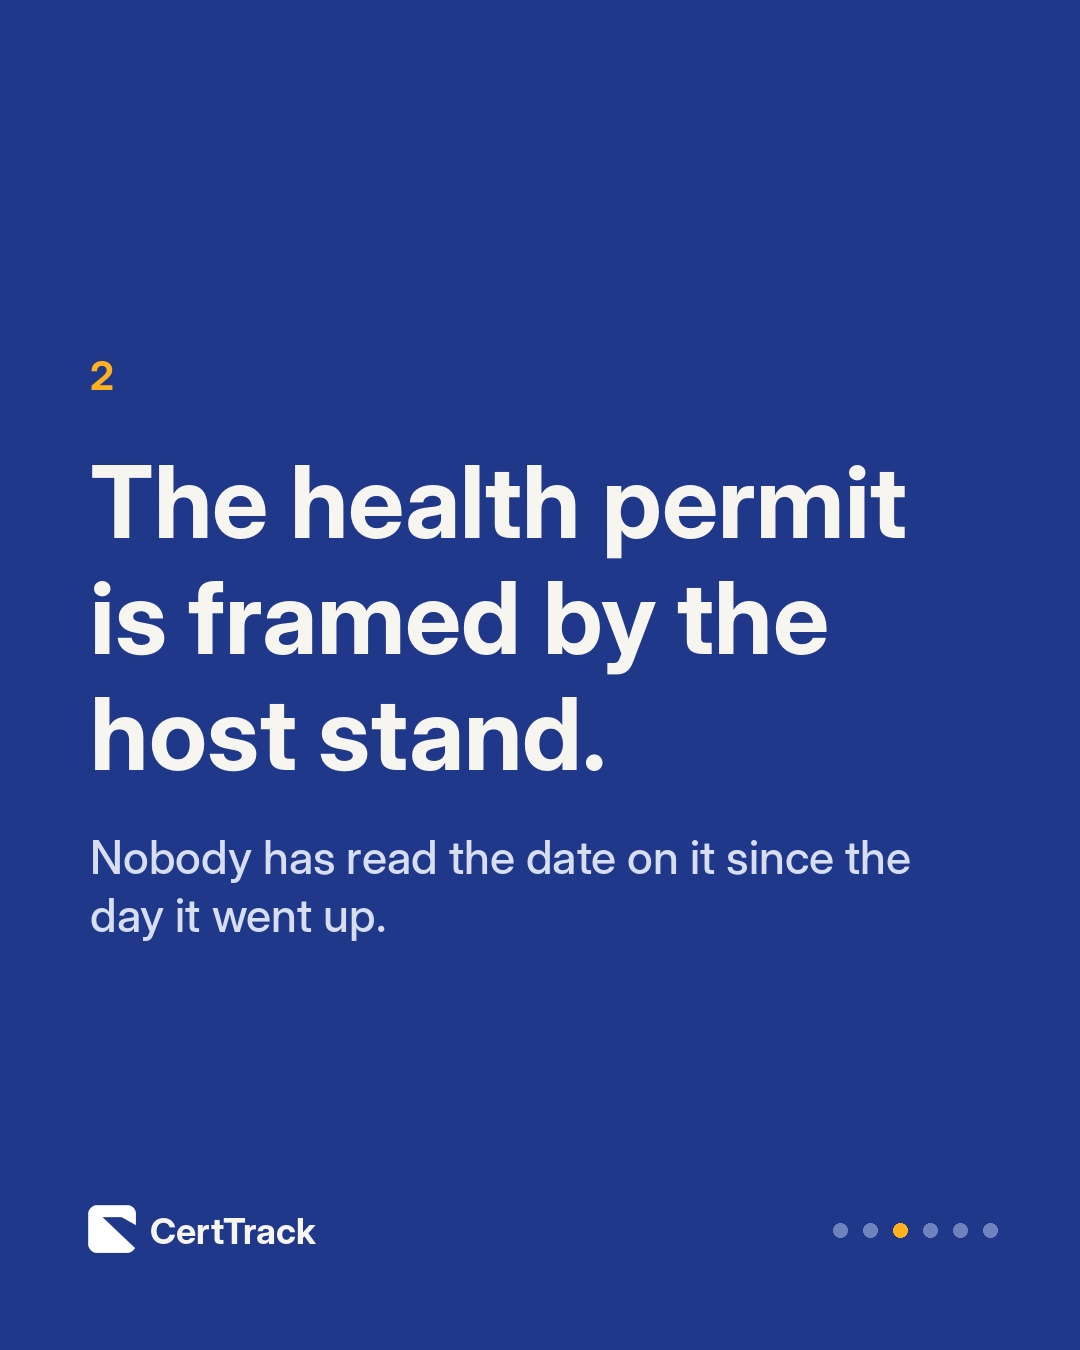 2
The health permit
is framed by the
host stand.
Nobody has read the date on it since the
day it went up.
CertTrack